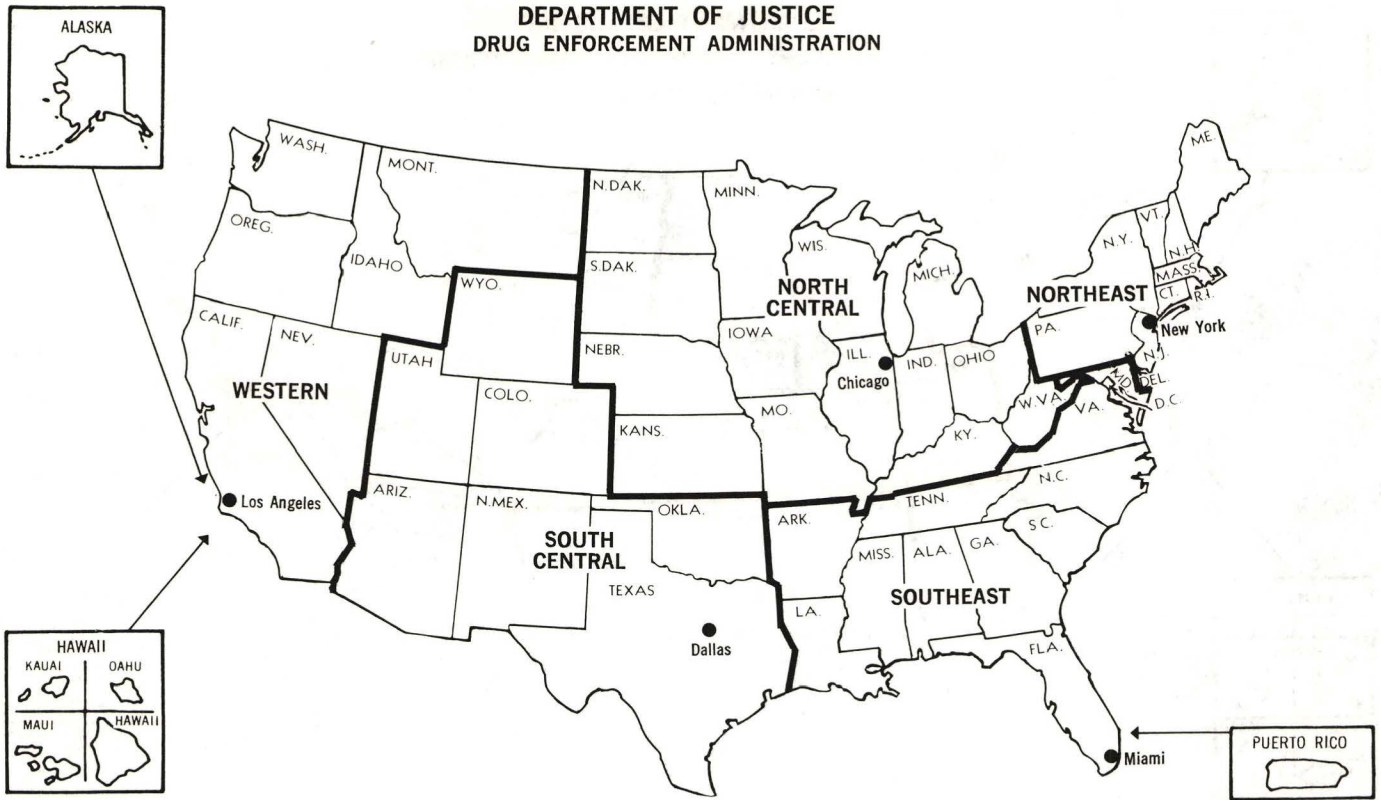 DEPARTMENT OF JUSTICE
DRUG ENFORCEMENT ADMINISTRATION
ALASKA
WASH.
MONT.
N.DAK.
MINN.
ME.
OREG.
IDAHO
WYO.
S.DAK.
WIS.
MICH.
N.Y.
VT.
N.H.
MASS.
CT.
R.I.
NORTH
CENTRAL
NORTHEAST
CALIF.
NEV.
UTAH
NEBR.
IOWA
ILL.
IND.
OHIO
PA.
New York
N.J.
Chicago
WESTERN
COLO.
KANS.
MO.
KY.
W.VA.
VA.
MD.
DEL.
D.C.
Los Angeles
ARIZ.
N.MEX.
OKLA.
ARK.
TENN.
N.C.
S.C.
SOUTH
CENTRAL
TEXAS
MISS.
ALA.
GA.
SOUTHEAST
LA.
Dallas
FLA.
Miami
HAWAII
KAUAI
OAHU
MAUI
HAWAII
PUERTO RICO